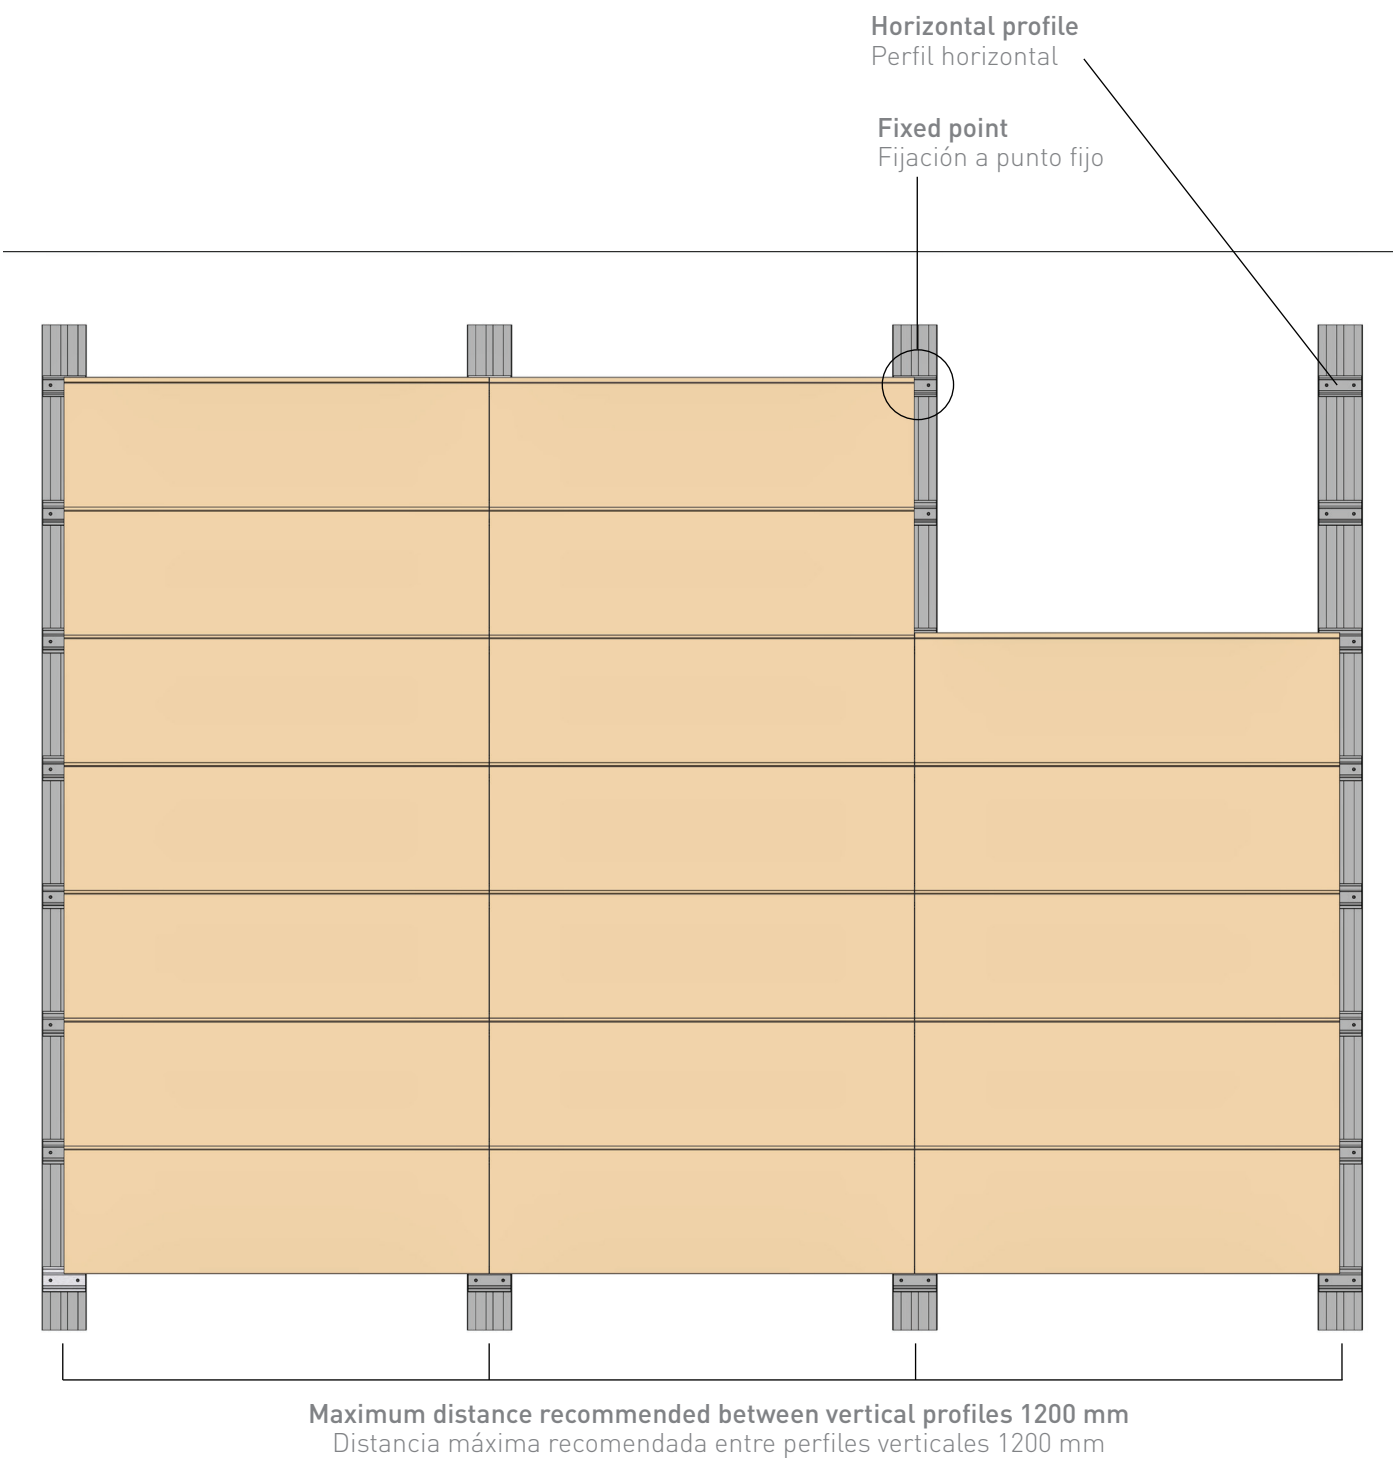 Horizontal profile
Perfil horizontal
Fixed point
Fijación a punto fijo
Maximum distance recommended between vertical profiles 1200 mm
Distancia máxima recomendada entre perfiles verticales 1200 mm